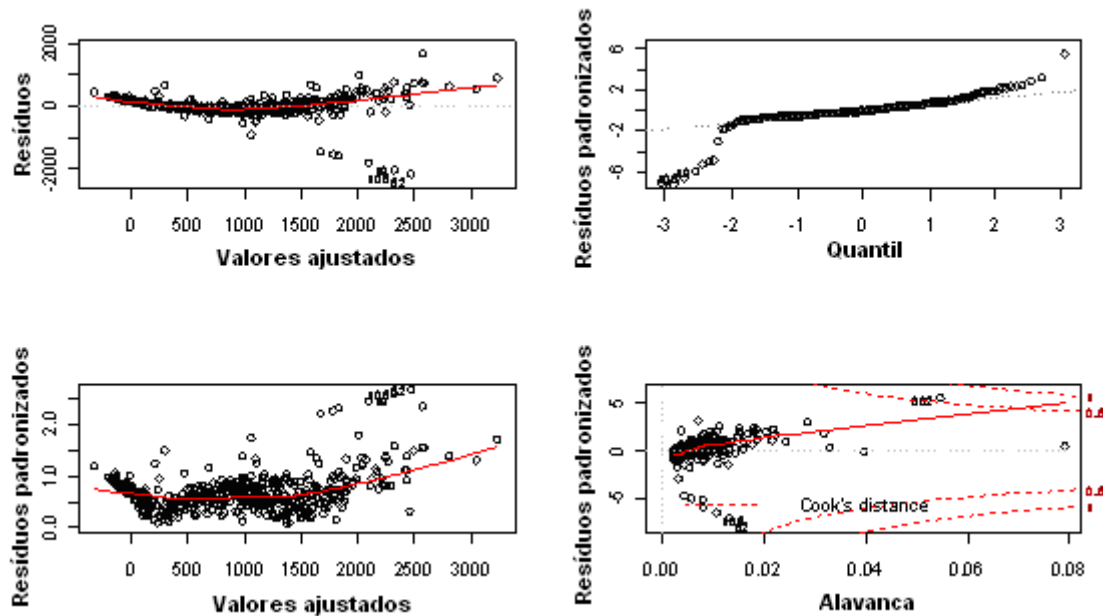 Resíduos
2000
0
-2000
0 500 1000 1500 2000 2500 3000
Valores ajustados
Resíduos padronizados
6
2
-2
-6
-3 -2 -1 0 1 2 3
Quantil
Resíduos padronizados
2.0
1.0
0.0
0 500 1000 1500 2000 2500 3000
Valores ajustados
Resíduos padronizados
5
0
-5
Cook's distance
0.00 0.02 0.04 0.06 0.08
Alavanca